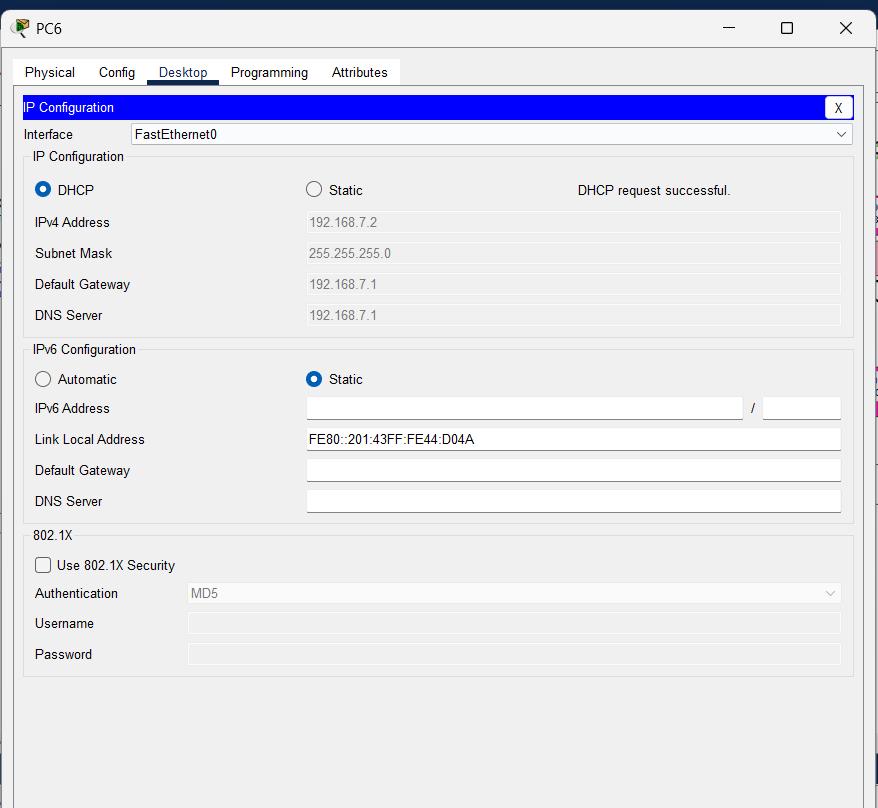 PC6
Physical Config Desktop Programming Attributes
IP Configuration X
Interface FastEthernet0
IP Configuration
DHCP Static DHCP request successful.
IPv4 Address 192.168.7.2
Subnet Mask 255.255.255.0
Default Gateway 192.168.7.1
DNS Server 192.168.7.1
IPv6 Configuration
Automatic Static
IPv6 Address /
Link Local Address FE80::201:43FF:FE44:D04A
Default Gateway
DNS Server
802.1X
Use 802.1X Security
Authentication MD5
Username
Password